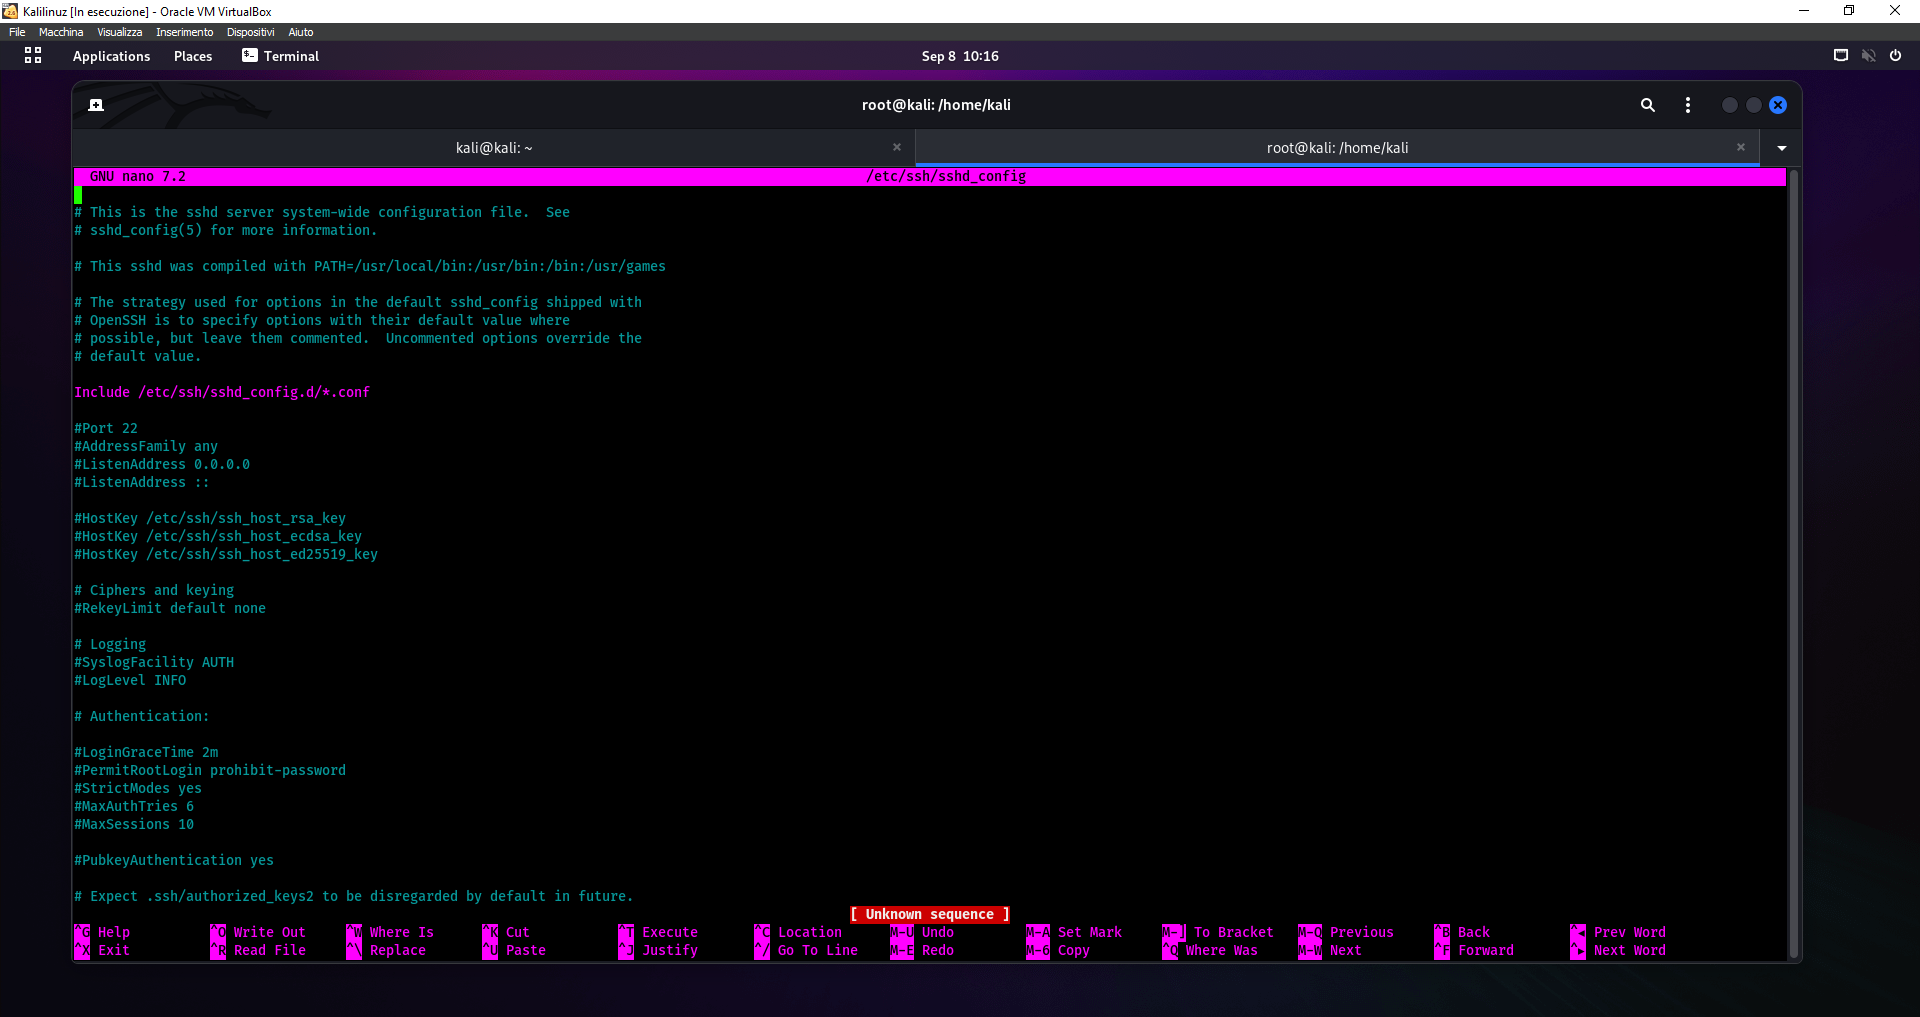 Kalilinuz [In esecuzione] - Oracle VM VirtualBox
File Macchina Visualizza Inserimento Dispositivi Aiuto
Applications Places Terminal Sep 8 10:16
root@kali: /home/kali
kali@kali: ~ × root@kali: /home/kali ×
GNU nano 7.2 /etc/ssh/sshd_config
# This is the sshd server system-wide configuration file.  See
# sshd_config(5) for more information.
# This sshd was compiled with PATH=/usr/local/bin:/usr/bin:/bin:/usr/games
# The strategy used for options in the default sshd_config shipped with
# OpenSSH is to specify options with their default value where
# possible, but leave them commented.  Uncommented options override the
# default value.
Include /etc/ssh/sshd_config.d/*.conf
#Port 22
#AddressFamily any
#ListenAddress 0.0.0.0
#ListenAddress ::
#HostKey /etc/ssh/ssh_host_rsa_key
#HostKey /etc/ssh/ssh_host_ecdsa_key
#HostKey /etc/ssh/ssh_host_ed25519_key
# Ciphers and keying
#RekeyLimit default none
# Logging
#SyslogFacility AUTH
#LogLevel INFO
# Authentication:
#LoginGraceTime 2m
#PermitRootLogin prohibit-password
#StrictModes yes
#MaxAuthTries 6
#MaxSessions 10
#PubkeyAuthentication yes
# Expect .ssh/authorized_keys2 to be disregarded by default in future.
[ Unknown sequence ]
^G Help ^O Write Out ^W Where Is ^K Cut ^T Execute ^C Location M-U Undo M-A Set Mark M-] To Bracket M-Q Previous ^B Back ^◂ Prev Word
^X Exit ^R Read File ^\ Replace ^U Paste ^J Justify ^/ Go To Line M-E Redo M-6 Copy ^Q Where Was M-W Next ^F Forward ^▸ Next Word